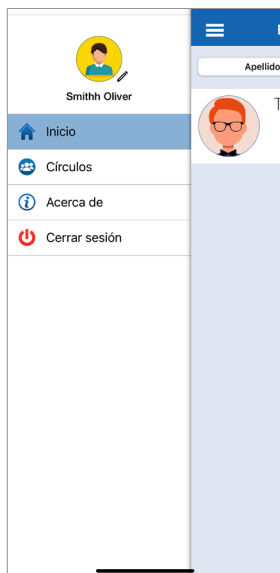 Smithh Oliver
Inicio
Círculos
Acerca de
Cerrar sesión
Apellido
T